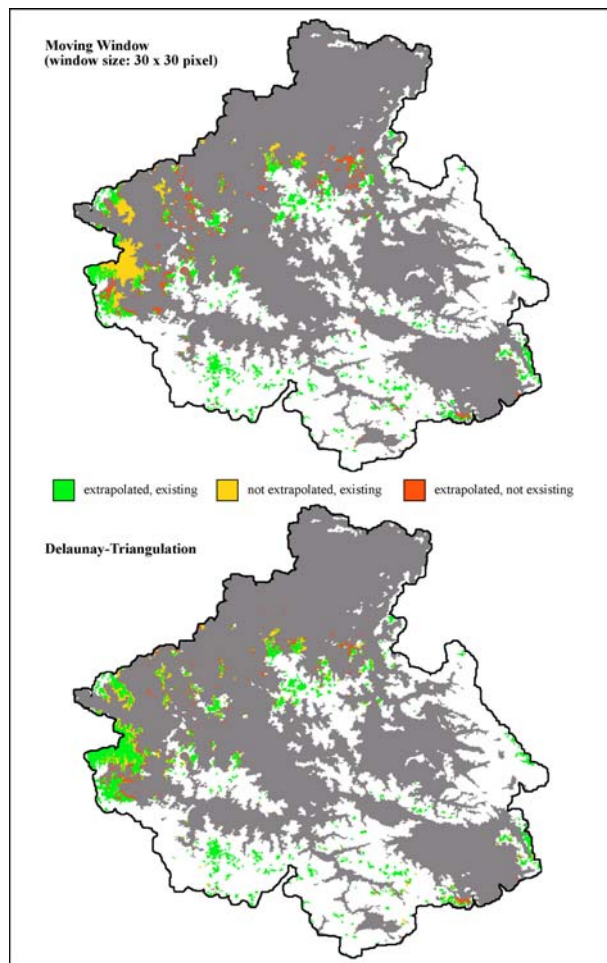 Moving Window
(window size: 30 x 30 pixel)
extrapolated, existing
not extrapolated, existing
extrapolated, not exsisting
Delaunay-Triangulation